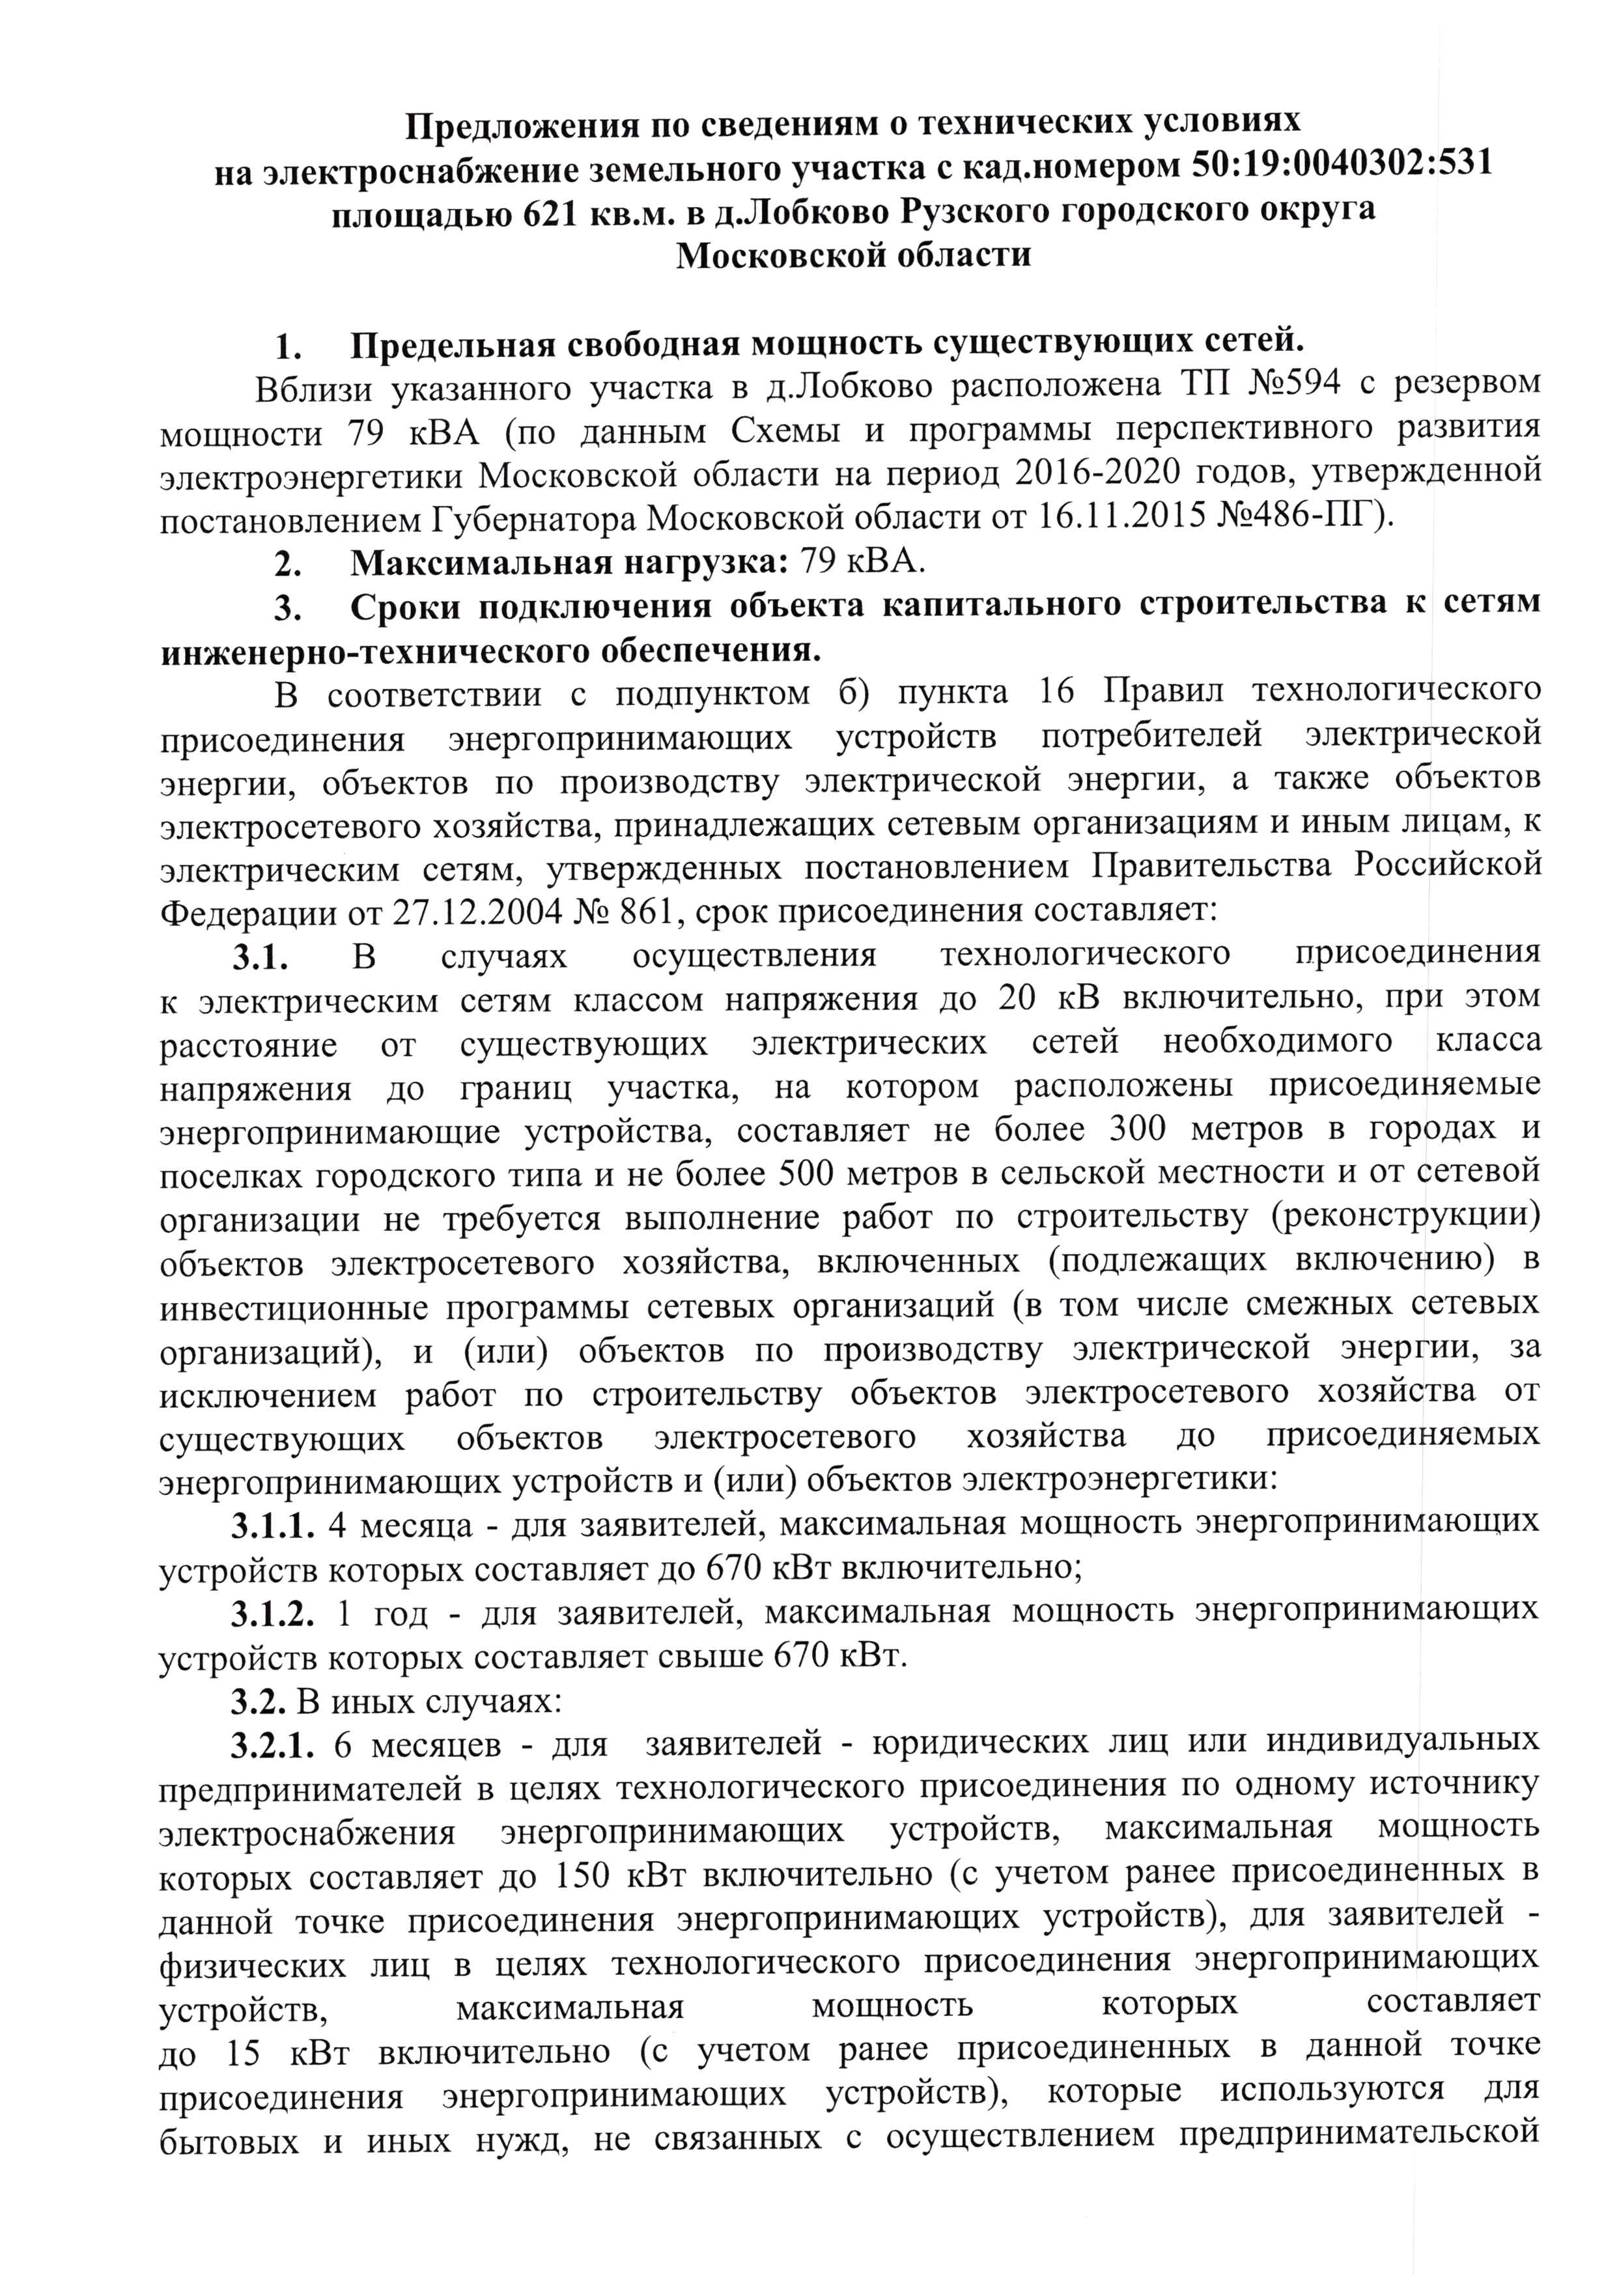 Предложения по сведениям о технических условиях
на электроснабжение земельного участка с кад.номером 50:19:0040302:531
площадью 621 кв.м. в д.Лобково Рузского городского округа
Московской области
1. Предельная свободная мощность существующих сетей.
Вблизи указанного участка в д.Лобково расположена ТП №594 с резервом
мощности 79 кВА (по данным Схемы и программы перспективного развития
электроэнергетики Московской области на период 2016-2020 годов, утвержденной
постановлением Губернатора Московской области от 16.11.2015 №486-ПГ).
2. Максимальная нагрузка: 79 кВА.
3. Сроки подключения объекта капитального строительства к сетям
инженерно-технического обеспечения.
В соответствии с подпунктом б) пункта 16 Правил технологического
присоединения энергопринимающих устройств потребителей электрической
энергии, объектов по производству электрической энергии, а также объектов
электросетевого хозяйства, принадлежащих сетевым организациям и иным лицам, к
электрическим сетям, утвержденных постановлением Правительства Российской
Федерации от 27.12.2004 № 861, срок присоединения составляет:
3.1. В случаях осуществления технологического присоединения
к электрическим сетям классом напряжения до 20 кВ включительно, при этом
расстояние от существующих электрических сетей необходимого класса
напряжения до границ участка, на котором расположены присоединяемые
энергопринимающие устройства, составляет не более 300 метров в городах и
поселках городского типа и не более 500 метров в сельской местности и от сетевой
организации не требуется выполнение работ по строительству (реконструкции)
объектов электросетевого хозяйства, включенных (подлежащих включению) в
инвестиционные программы сетевых организаций (в том числе смежных сетевых
организаций), и (или) объектов по производству электрической энергии, за
исключением работ по строительству объектов электросетевого хозяйства от
существующих объектов электросетевого хозяйства до присоединяемых
энергопринимающих устройств и (или) объектов электроэнергетики:
3.1.1. 4 месяца - для заявителей, максимальная мощность энергопринимающих
устройств которых составляет до 670 кВт включительно;
3.1.2. 1 год - для заявителей, максимальная мощность энергопринимающих
устройств которых составляет свыше 670 кВт.
3.2. В иных случаях:
3.2.1. 6 месяцев - для заявителей - юридических лиц или индивидуальных
предпринимателей в целях технологического присоединения по одному источнику
электроснабжения энергопринимающих устройств, максимальная мощность
которых составляет до 150 кВт включительно (с учетом ранее присоединенных в
данной точке присоединения энергопринимающих устройств), для заявителей -
физических лиц в целях технологического присоединения энергопринимающих
устройств, максимальная мощность которых составляет
до 15 кВт включительно (с учетом ранее присоединенных в данной точке
присоединения энергопринимающих устройств), которые используются для
бытовых и иных нужд, не связанных с осуществлением предпринимательской